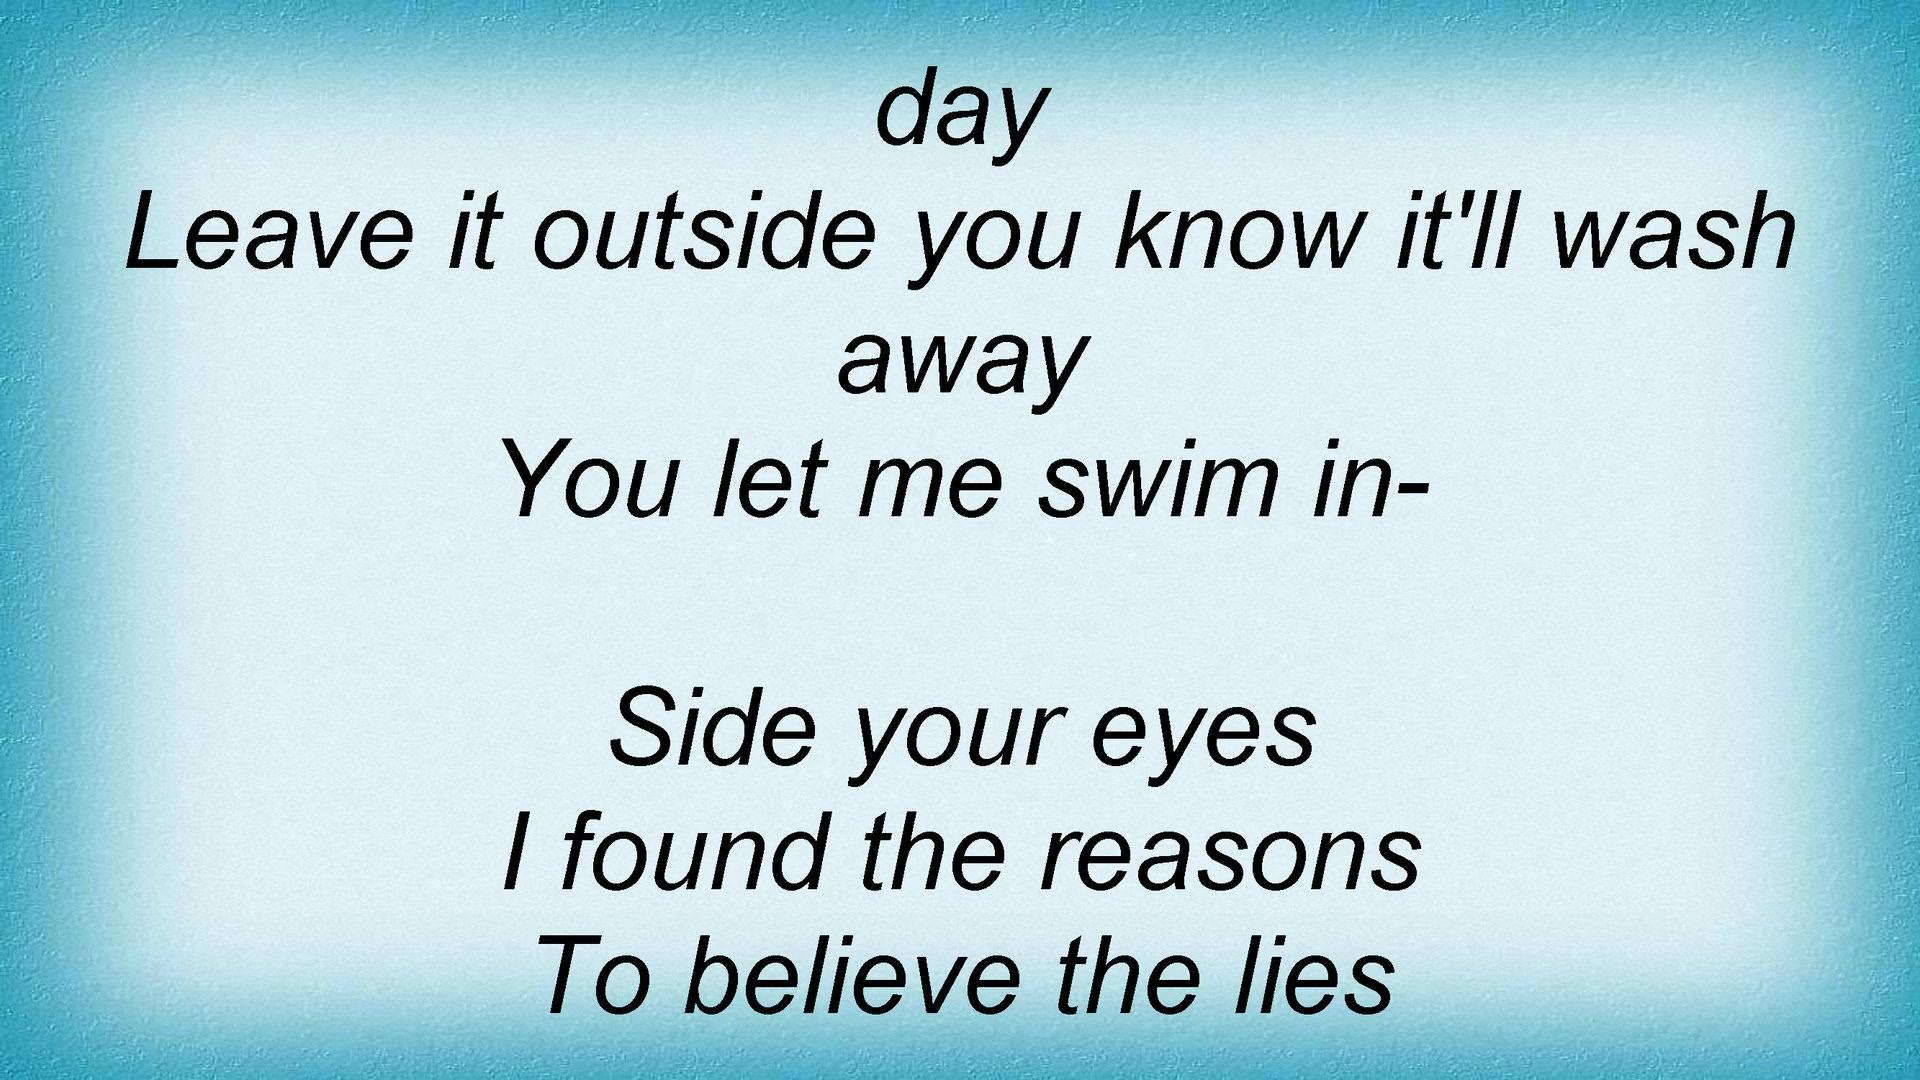 day
Leave it outside you know it'll wash
away
You let me swim in-
Side your eyes
I found the reasons
To believe the lies